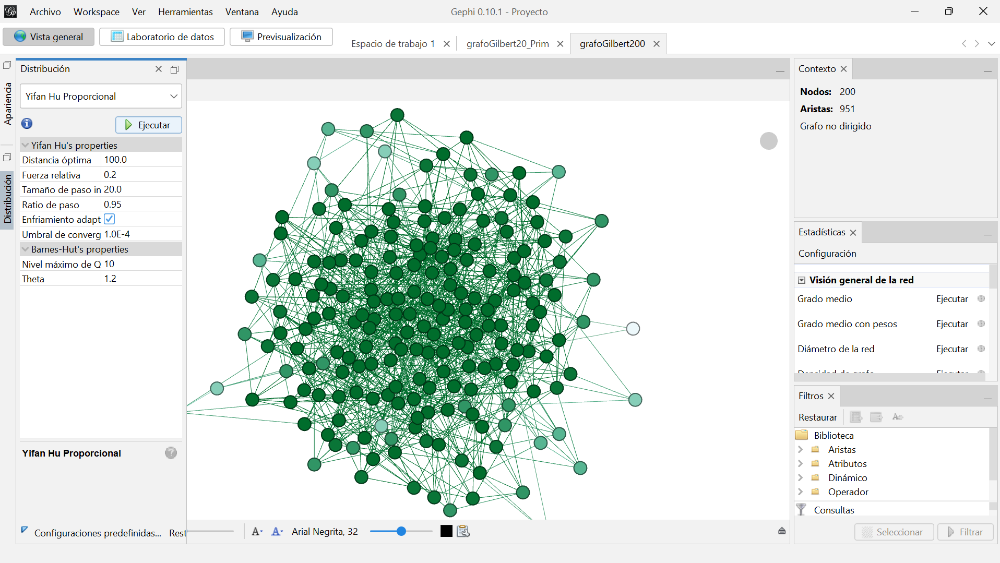 Archivo Workspace Ver Herramientas Ventana Ayuda
Gephi 0.10.1 - Proyecto
Vista general
Laboratorio de datos
Previsualización
Espacio de trabajo 1
grafoGilbert20_Prim
grafoGilbert200
Apariencia
Distribución
Distribución
Yifan Hu Proporcional
Ejecutar
Yifan Hu's properties
Distancia óptima 100.0
Fuerza relativa 0.2
Tamaño de paso in 20.0
Ratio de paso 0.95
Enfriamiento adapt
Umbral de converg 1.0E-4
Barnes-Hut's properties
Nivel máximo de Q 10
Theta 1.2
Yifan Hu Proporcional
Configuraciones predefinidas... Rest
Arial Negrita, 32
Contexto
Nodos: 200
Aristas: 951
Grafo no dirigido
Estadísticas
Configuración
Visión general de la red
Grado medio Ejecutar
Grado medio con pesos Ejecutar
Diámetro de la red Ejecutar
Densidad de grafo Ejecutar
Filtros
Restaurar
Biblioteca
Aristas
Atributos
Dinámico
Operador
Consultas
Seleccionar
Filtrar